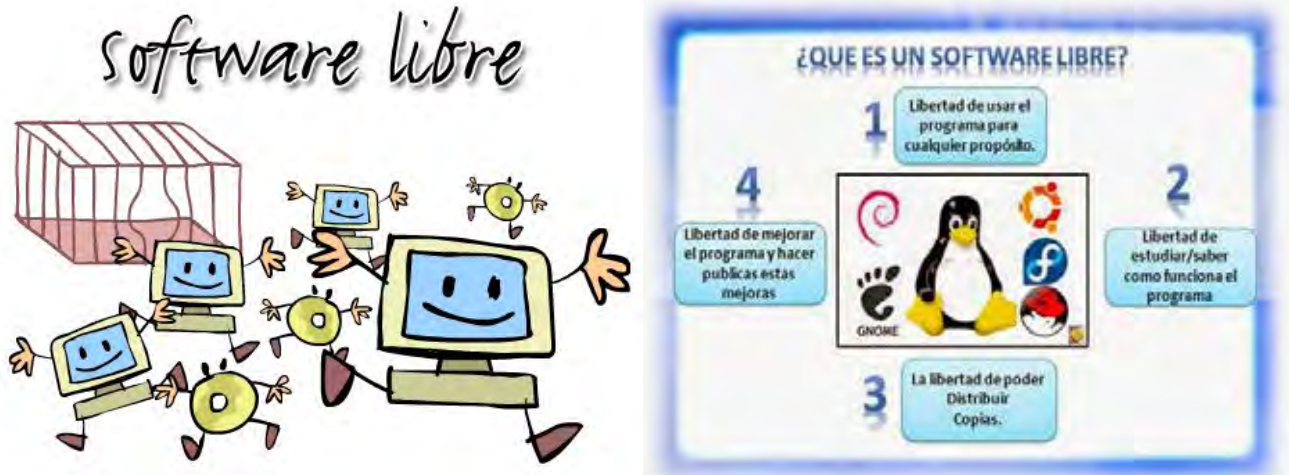 software libre
¿QUE ES UN SOFTWARE LIBRE?
1
Libertad de usar el
programa para
cualquier propósito.
2
Libertad de
estudiar/saber
como funciona el
programa
3
La libertad de poder
Distribuir
Copias.
4
Libertad de mejorar
el programa y hacer
publicas estas
mejoras
GNOME